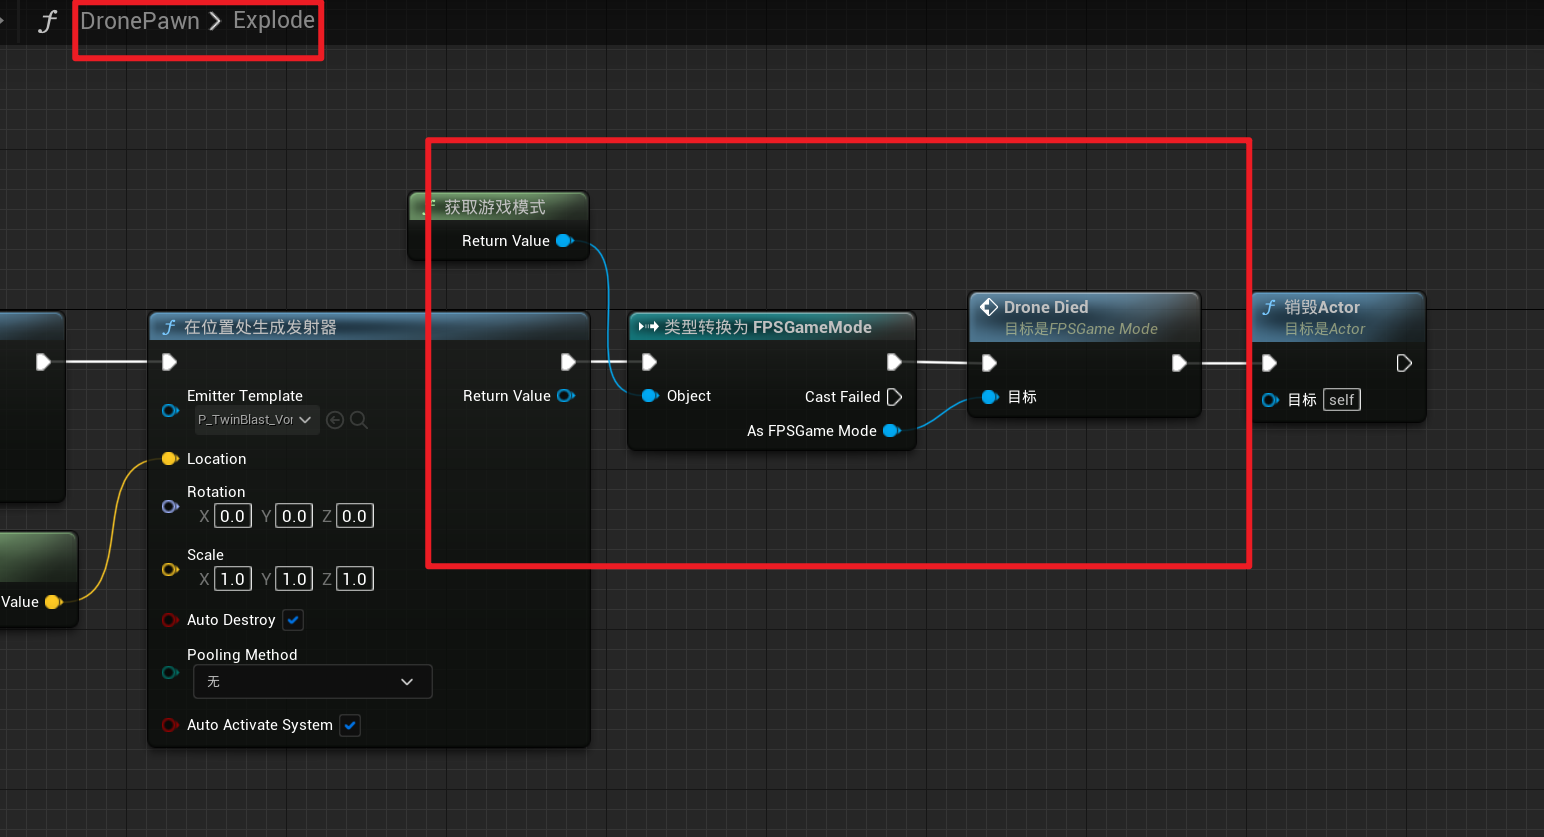 DronePawn > Explode
获取游戏模式
Return Value
在位置处生成发射器
Emitter Template
P_TwinBlast_Vor
Return Value
Location
Rotation
X 0.0 Y 0.0 Z 0.0
Scale
X 1.0 Y 1.0 Z 1.0
Auto Destroy
Pooling Method
无
Auto Activate System
Value
类型转换为 FPSGameMode
Object
Cast Failed
As FPSGame Mode
Drone Died
目标是FPSGame Mode
目标
销毁Actor
目标是Actor
目标 self